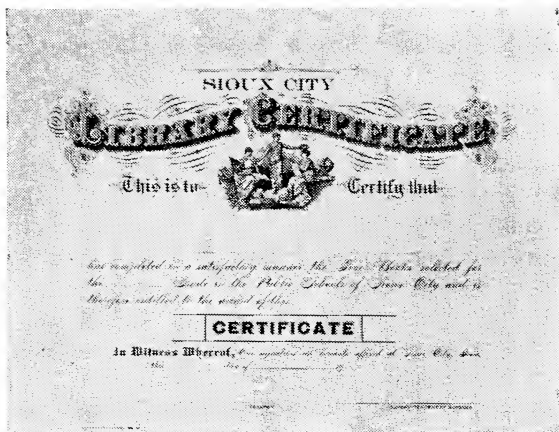 SIOUX CITY
LIBRARY CERTIFICATE
This is to Certify that
has completed in a satisfactory manner the Five Books selected for
the Grade in the Public Schools of Sioux City and is
therefore entitled to the award of this
CERTIFICATE
In Witness Whereof, Our signatures are hereunto affixed at Sioux City, Iowa
this day of 19